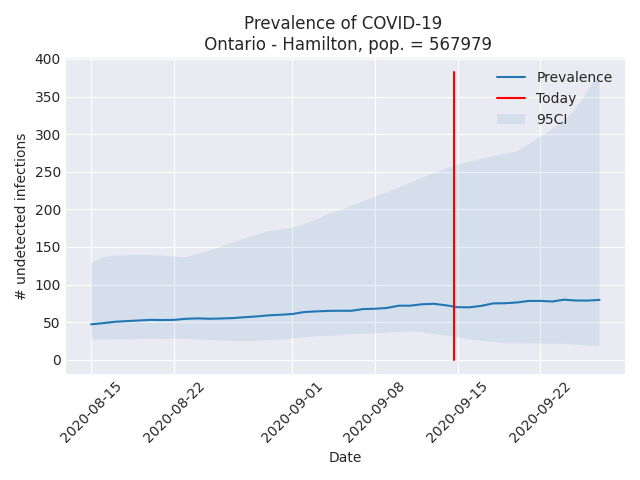 Prevalence of COVID-19
Ontario - Hamilton, pop. = 567979
400
350
300
250
200
150
100
50
0
# undetected infections
Prevalence
Today
95CI
2020-08-15
2020-08-22
2020-09-01
2020-09-08
2020-09-15
2020-09-22
Date